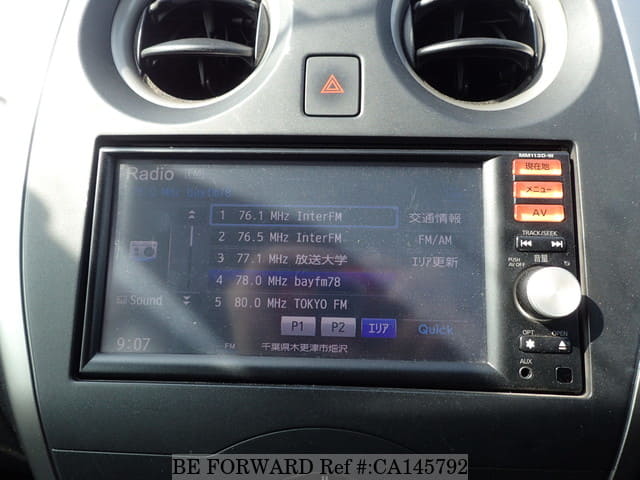 MM113D-W
Radio FM
現在地
メニュー
AV
1 76.1 MHz InterFM
交通情報
2 76.5 MHz InterFM
FM/AM
3 77.1 MHz 放送大学
エリア更新
4 78.0 MHz bayfm78
5 80.0 MHz TOKYO FM
Sound
P1 P2 エリア Quick
9:07
FM
千葉県木更津市畑沢
TRACK/SEEK
PUSH AV OFF
音量
OPT.
OPEN
AUX
BE FORWARD Ref #:CA145792